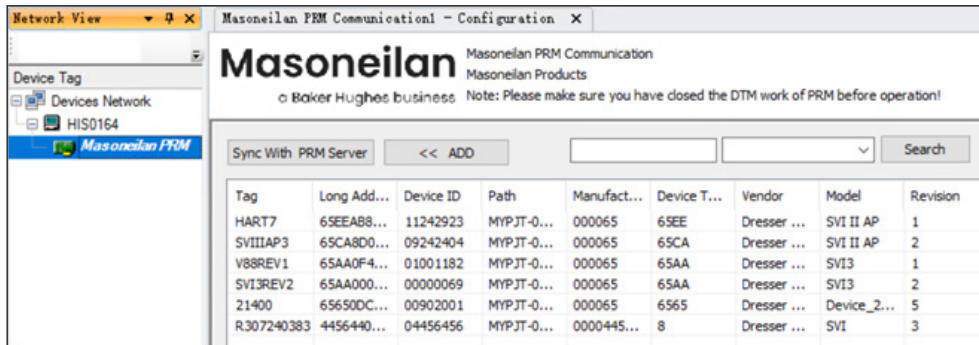 Network View
Masoneilan PRM Communication1 - Configuration X
Device Tag
Devices Network
HIS0164
Masoneilan PRM
Masoneilan
a Baker Hughes business
Masoneilan PRM Communication
Masoneilan Products
Note: Please make sure you have closed the DTM work of PRM before operation!
Sync With PRM Server << ADD Search
Tag Long Add... Device ID Path Manufact... Device T... Vendor Model Revision
HART7 65EEAB8... 11242923 MYPJT-0... 000065 65EE Dresser ... SVI II AP 1
SVIIIAP3 65CA8D0... 09242404 MYPJT-0... 000065 65CA Dresser ... SVI II AP 2
V88REV1 65AA0F4... 01001182 MYPJT-0... 000065 65AA Dresser ... SVI3 1
SVI3REV2 65AA000... 00000069 MYPJT-0... 000065 65AA Dresser ... SVI3 2
21400 65650DC... 00902001 MYPJT-0... 000065 6565 Dresser ... Device_2... 5
R307240383 4456440... 04456456 MYPJT-0... 0000445... 8 Dresser ... SVI 3